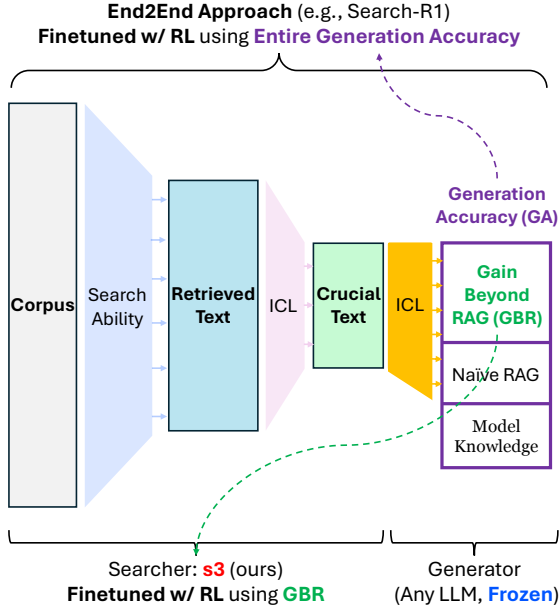 End2End Approach (e.g., Search-R1)
Finetuned w/ RL using Entire Generation Accuracy
Generation
Accuracy (GA)
Corpus
Search
Ability
Retrieved
Text
ICL
Crucial
Text
ICL
Gain
Beyond
RAG (GBR)
Naïve RAG
Model
Knowledge
Searcher: s3 (ours)
Finetuned w/ RL using GBR
Generator
(Any LLM, Frozen)